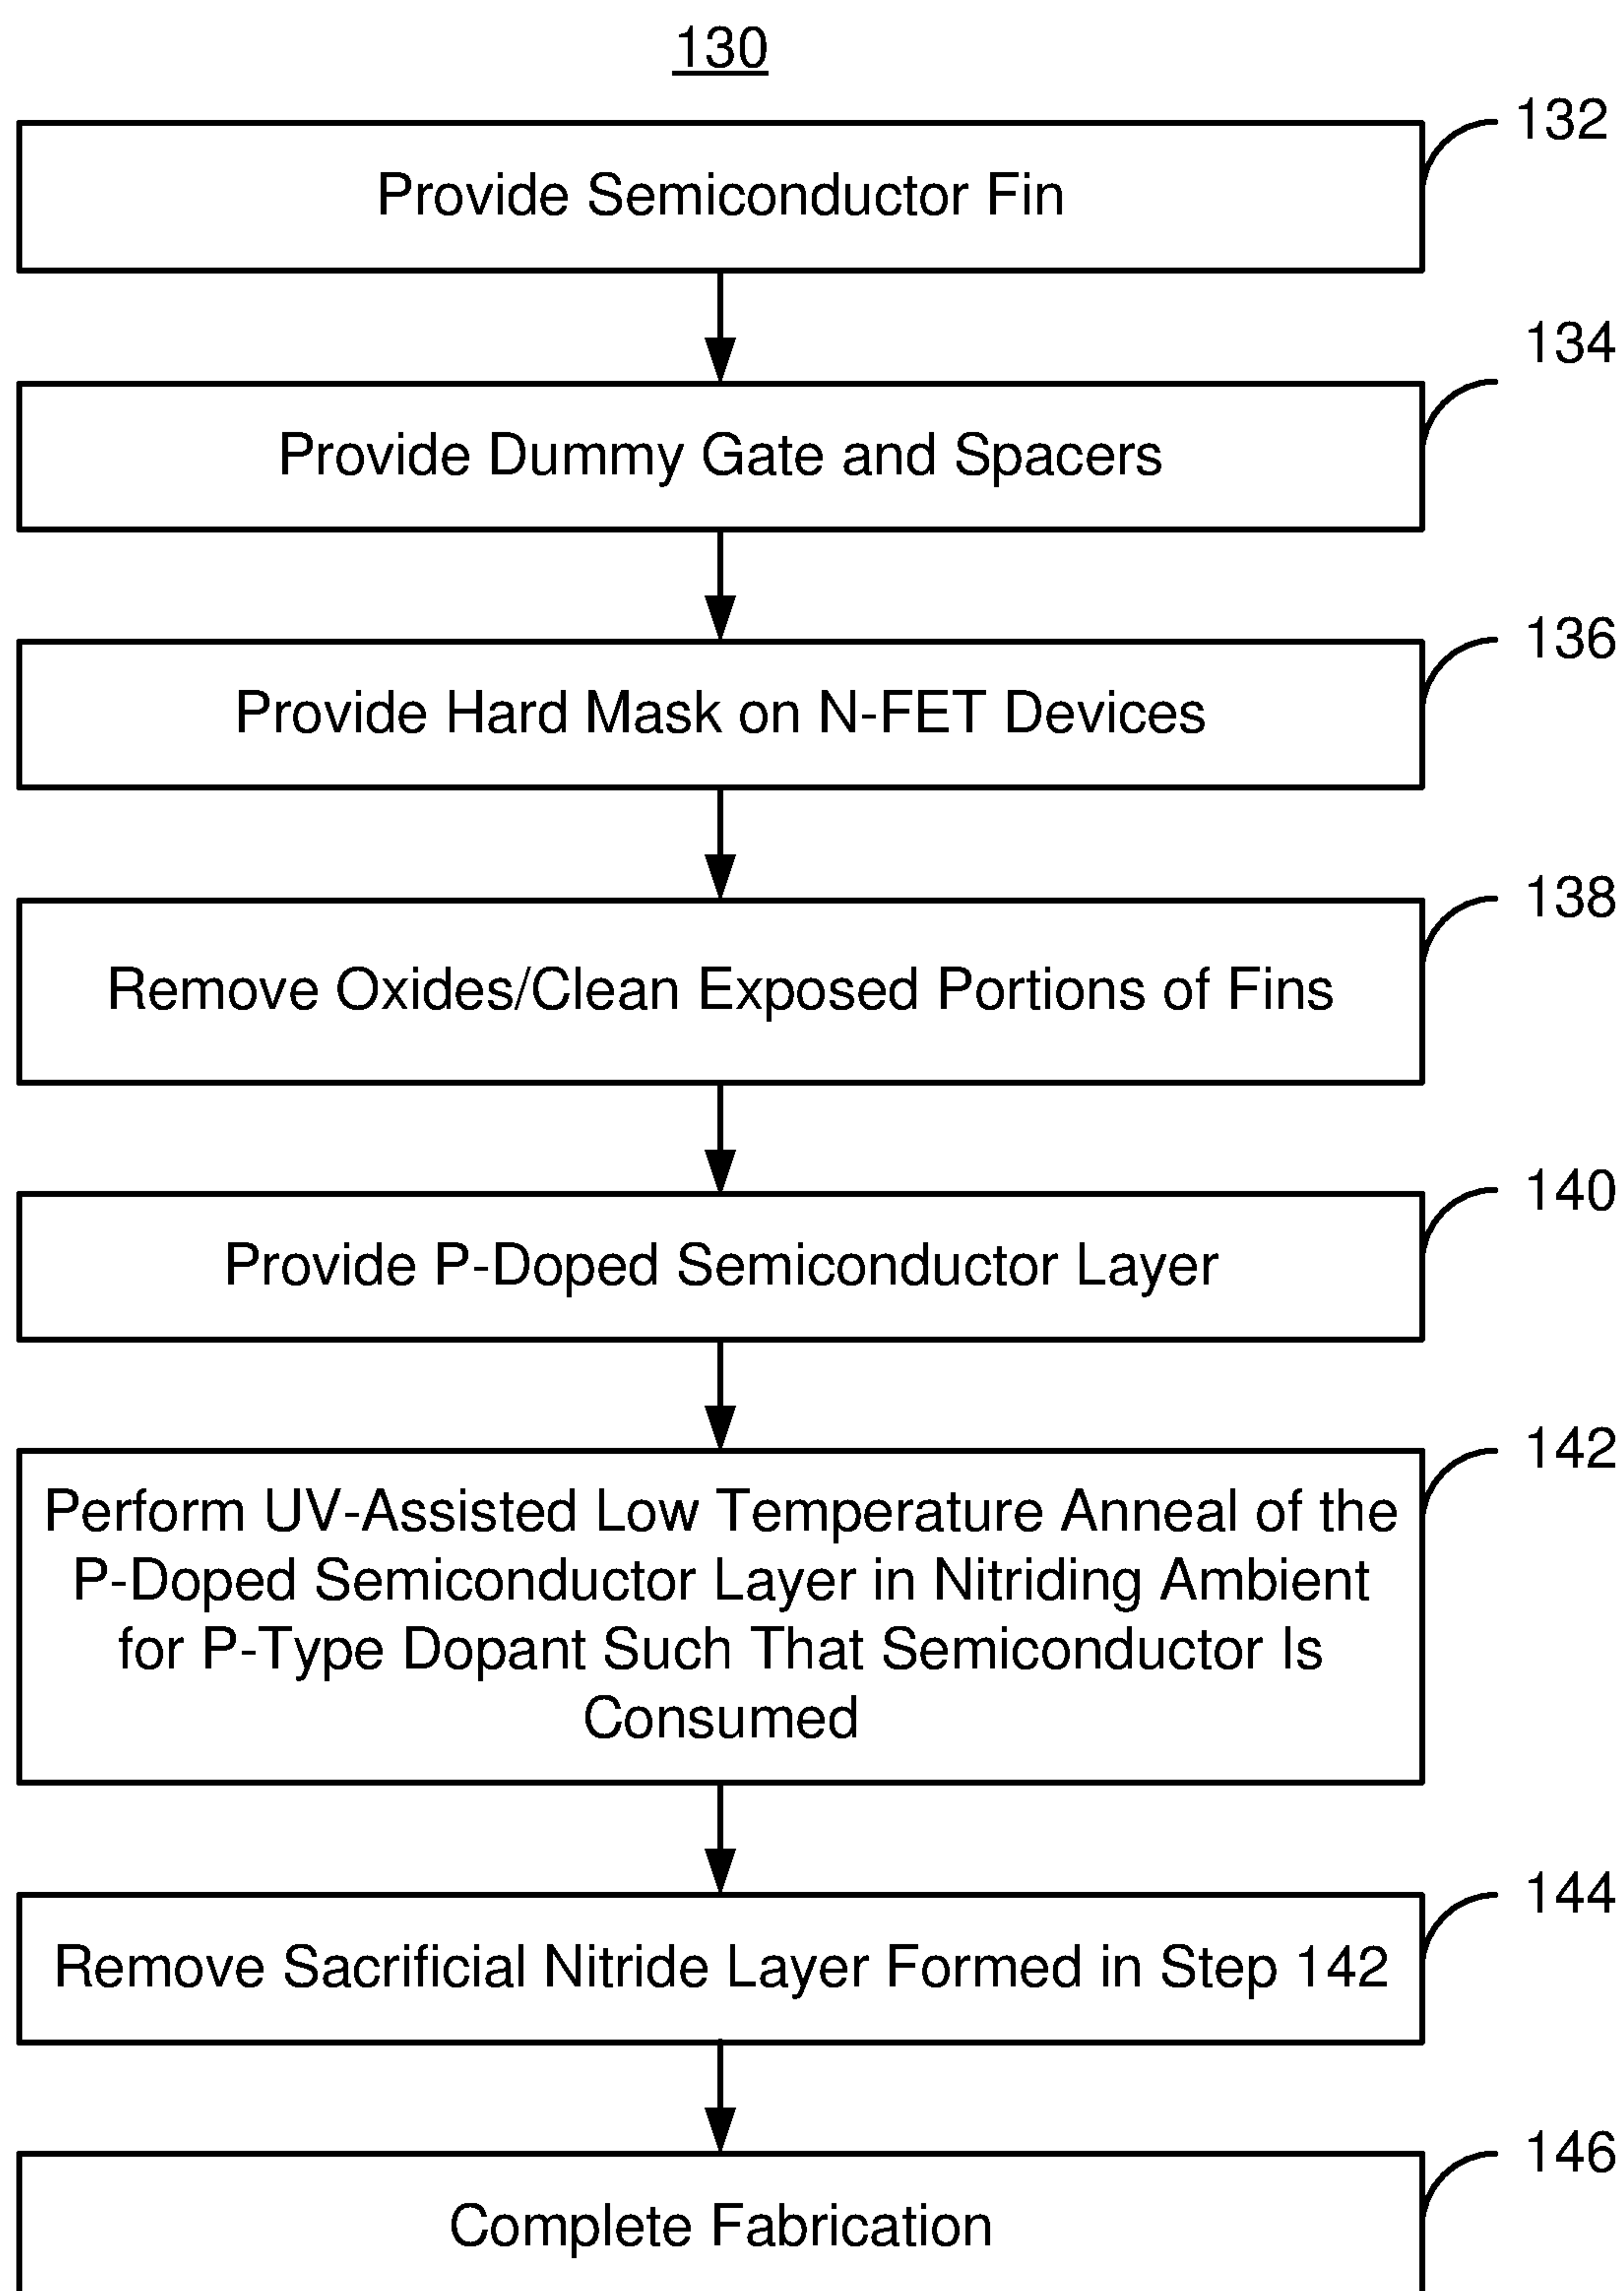 130
132
Provide Semiconductor Fin
134
Provide Dummy Gate and Spacers
136
Provide Hard Mask on N-FET Devices
138
Remove Oxides/Clean Exposed Portions of Fins
140
Provide P-Doped Semiconductor Layer
142
Perform UV-Assisted Low Temperature Anneal of the
P-Doped Semiconductor Layer in Nitriding Ambient
for P-Type Dopant Such That Semiconductor Is
Consumed
144
Remove Sacrificial Nitride Layer Formed in Step 142
146
Complete Fabrication